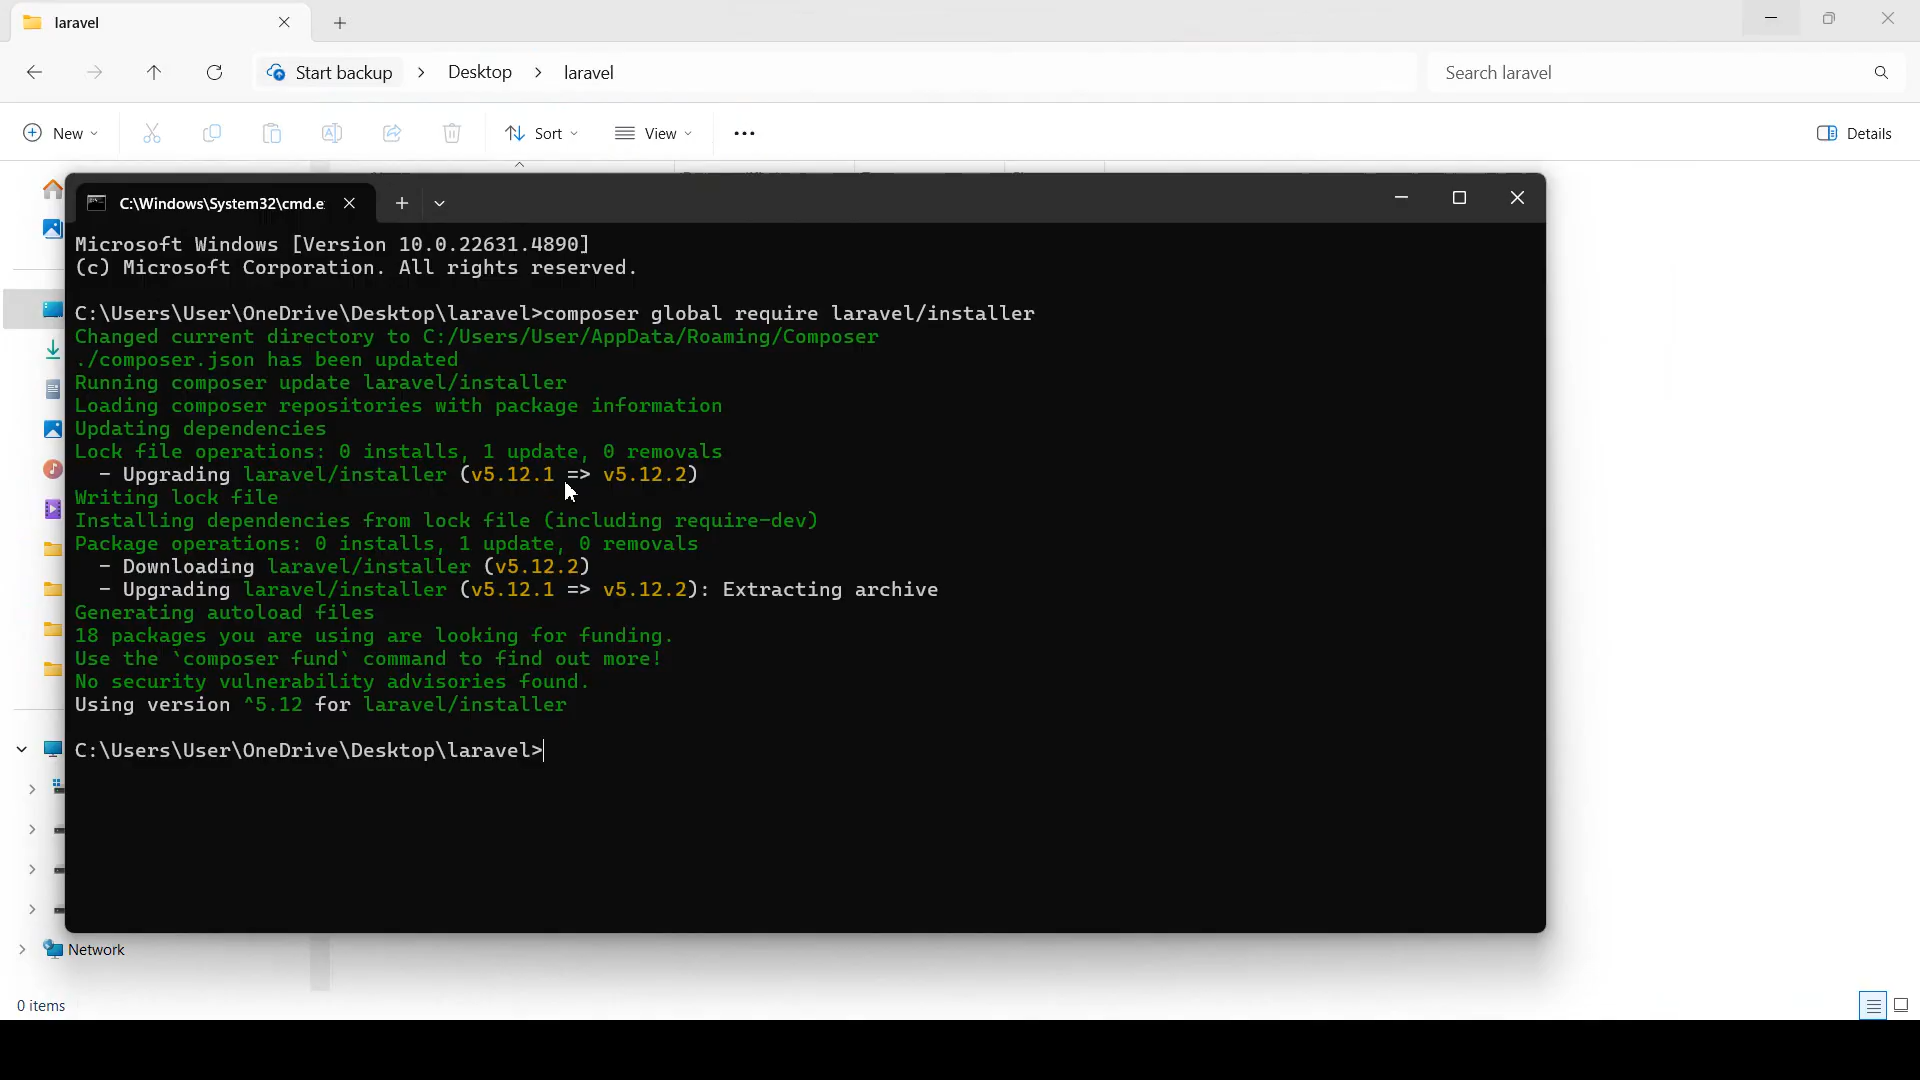 laravel
Start backup > Desktop > laravel
Search laravel
New
Sort
View
Details
C:\Windows\System32\cmd.e
Microsoft Windows [Version 10.0.22631.4890]
(c) Microsoft Corporation. All rights reserved.
C:\Users\User\OneDrive\Desktop\laravel>composer global require laravel/installer
Changed current directory to C:/Users/User/AppData/Roaming/Composer
./composer.json has been updated
Running composer update laravel/installer
Loading composer repositories with package information
Updating dependencies
Lock file operations: 0 installs, 1 update, 0 removals
- Upgrading laravel/installer (v5.12.1 => v5.12.2)
Writing lock file
Installing dependencies from lock file (including require-dev)
Package operations: 0 installs, 1 update, 0 removals
- Downloading laravel/installer (v5.12.2)
- Upgrading laravel/installer (v5.12.1 => v5.12.2): Extracting archive
Generating autoload files
18 packages you are using are looking for funding.
Use the `composer fund` command to find out more!
No security vulnerability advisories found.
Using version ^5.12 for laravel/installer
C:\Users\User\OneDrive\Desktop\laravel>
Network
0 items